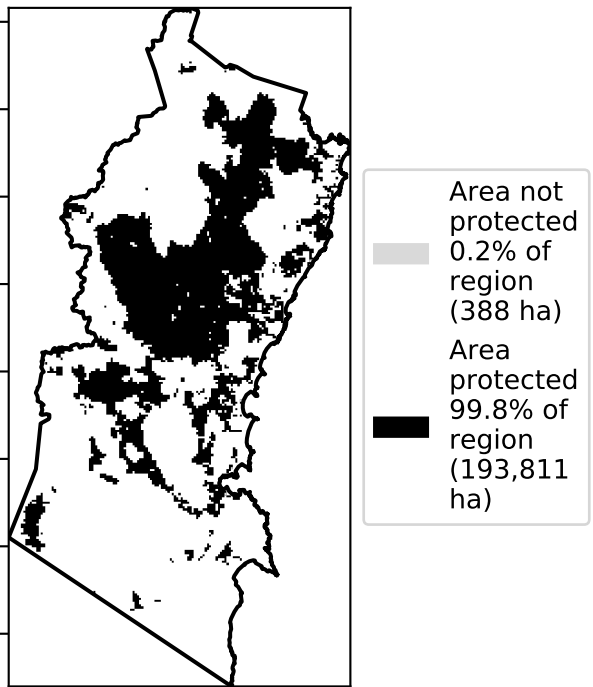 Area not
protected
0.2% of
region
(388 ha)
Area
protected
99.8% of
region
(193,811
ha)